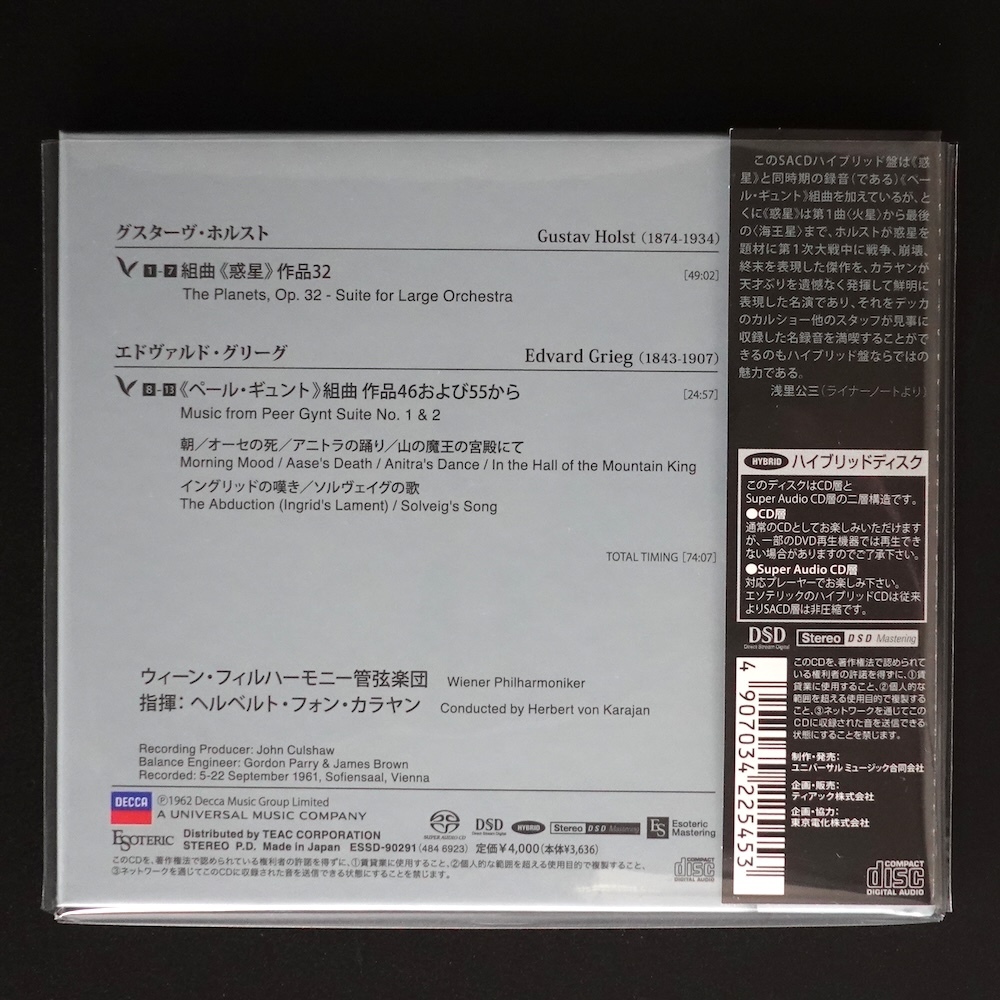 グスターヴ・ホルスト
Gustav Holst (1874-1934)
1-7 組曲《惑星》作品32 [49:02]
The Planets, Op. 32 - Suite for Large Orchestra
エドヴァルド・グリーグ
Edvard Grieg (1843-1907)
8-13 《ペール・ギュント》組曲 作品46および55から [24:57]
Music from Peer Gynt Suite No. 1 & 2
朝/オーセの死/アニトラの踊り/山の魔王の宮殿にて
Morning Mood / Aase's Death / Anitra's Dance / In the Hall of the Mountain King
イングリッドの嘆き/ソルヴェイグの歌
The Abduction (Ingrid's Lament) / Solveig's Song
TOTAL TIMING [74:07]
ウィーン・フィルハーモニー管弦楽団 Wiener Philharmoniker
指揮:ヘルベルト・フォン・カラヤン Conducted by Herbert von Karajan
Recording Producer: John Culshaw
Balance Engineer: Gordon Parry & James Brown
Recorded: 5-22 September 1961, Sofiensaal, Vienna
DECCA
Ⓟ1962 Decca Music Group Limited
A UNIVERSAL MUSIC COMPANY
ESOTERIC
Distributed by TEAC CORPORATION
STEREO P.D. Made in Japan ESSD-90291 (484 6923) 定価¥4,000(本体¥3,636)
SUPER AUDIO CD
DSD
Direct Stream Digital
HYBRID
Stereo DSD Mastering
ES Esoteric
Mastering
このCDを、著作権法で認められている権利者の許諾を得ずに、①賃貸業に使用すること、②個人的な範囲を超える使用目的で複製すること、
③ネットワークを通じてこのCDに収録された音を送信できる状態にすることを禁じます。
COMPACT
disc
DIGITAL AUDIO
このSACDハイブリッド盤は《惑
星》と同時期の録音(である)《ペー
ル・ギュント》組曲を加えているが、と
くに《惑星》は第1曲〈火星〉から最後
の〈海王星〉まで、ホルストが惑星を
題材に第1次大戦中に戦争、崩壊、
終末を表現した傑作を、カラヤンが
天才ぶりを遺憾なく発揮して鮮明に
表現した名演であり、それをデッカ
のカルショー他のスタッフが見事に
収録した名録音を満喫することがで
きるのもハイブリッド盤ならではの
魅力である。
浅里公三(ライナーノートより)
HYBRID ハイブリッドディスク
このディスクはCD層と
Super Audio CD層の二層構造です。
●CD層
通常のCDとしてお楽しみいただけます
が、一部のDVD再生機器では再生でき
ない場合がありますのでご了承下さい。
●Super Audio CD層
対応プレーヤーでお楽しみ下さい。
エソテリックのハイブリッドCDは従来
よりSACD層は非圧縮です。
DSD
Direct Stream Digital
Stereo DSD Mastering
4 907034 225453
このCDを、著作権法で認められて
いる権利者の許諾を得ずに、①賃
貸業に使用すること、②個人的な
範囲を超える使用目的で複製する
こと、③ネットワークを通じてこの
CDに収録された音を送信できる
状態にすることを禁じます。
制作・発売:
ユニバーサル ミュージック合同会社
企画・販売:
ティアック株式会社
企画・協力:
東京電化株式会社
COMPACT
disc
DIGITAL AUDIO